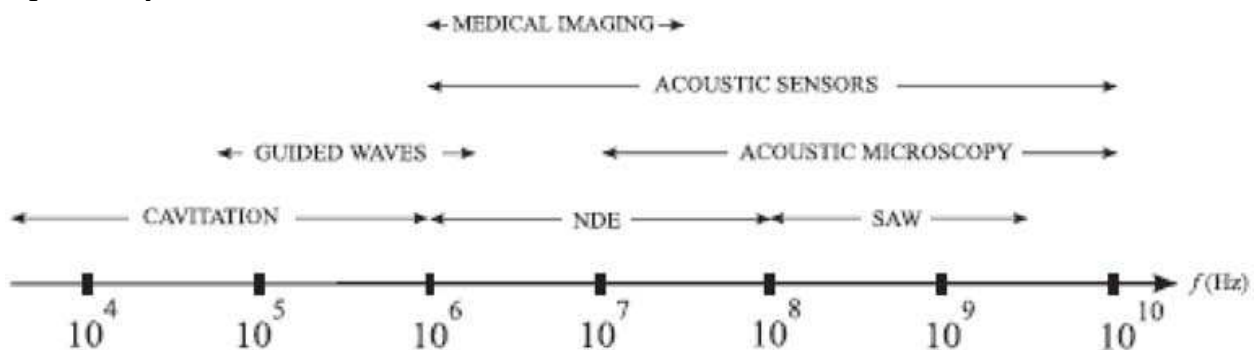 MEDICAL IMAGING
ACOUSTIC SENSORS
GUIDED WAVES ACOUSTIC MICROSCOPY
CAVITATION NDE SAW
f(Hz)
10^4 10^5 10^6 10^7 10^8 10^9 10^10